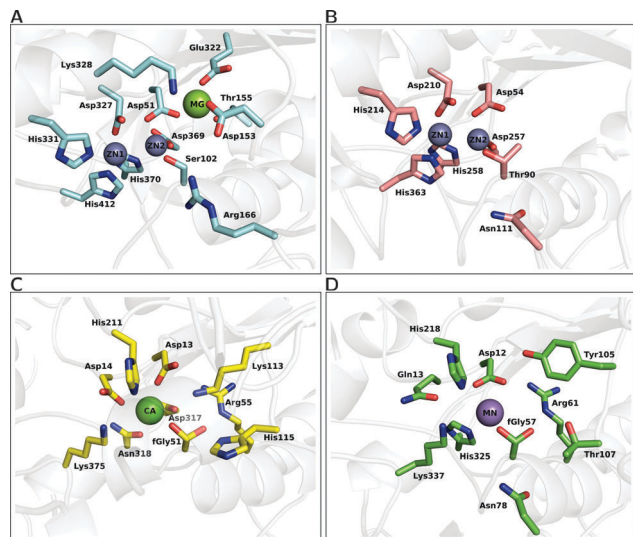 A
Glu322
Lys328
Asp327
Asp51
MG
Thr155
Asp153
His331
Asp369
ZN1
ZN2
Ser102
His370
His412
Arg166
B
Asp210
Asp54
His214
ZN1
ZN2
Asp257
His258
Thr90
His363
Asn111
C
His211
Asp13
Asp14
Lys113
CA
Arg55
Asp317
fGly51
His115
Asn318
Lys375
D
His218
Asp12
Tyr105
Gln13
Arg61
MN
fGly57
His325
Thr107
Lys337
Asn78